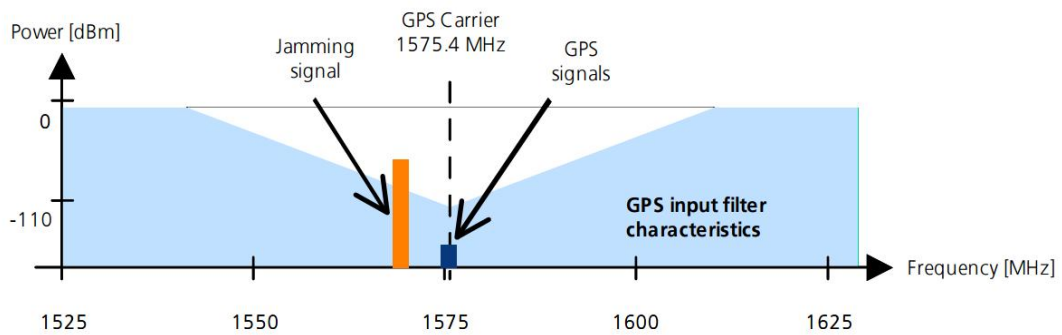 GPS Carrier
1575.4 MHz
Power [dBm]
Jamming
signal
GPS
signals
0
-110
GPS input filter
characteristics
Frequency [MHz]
1525
1550
1575
1600
1625